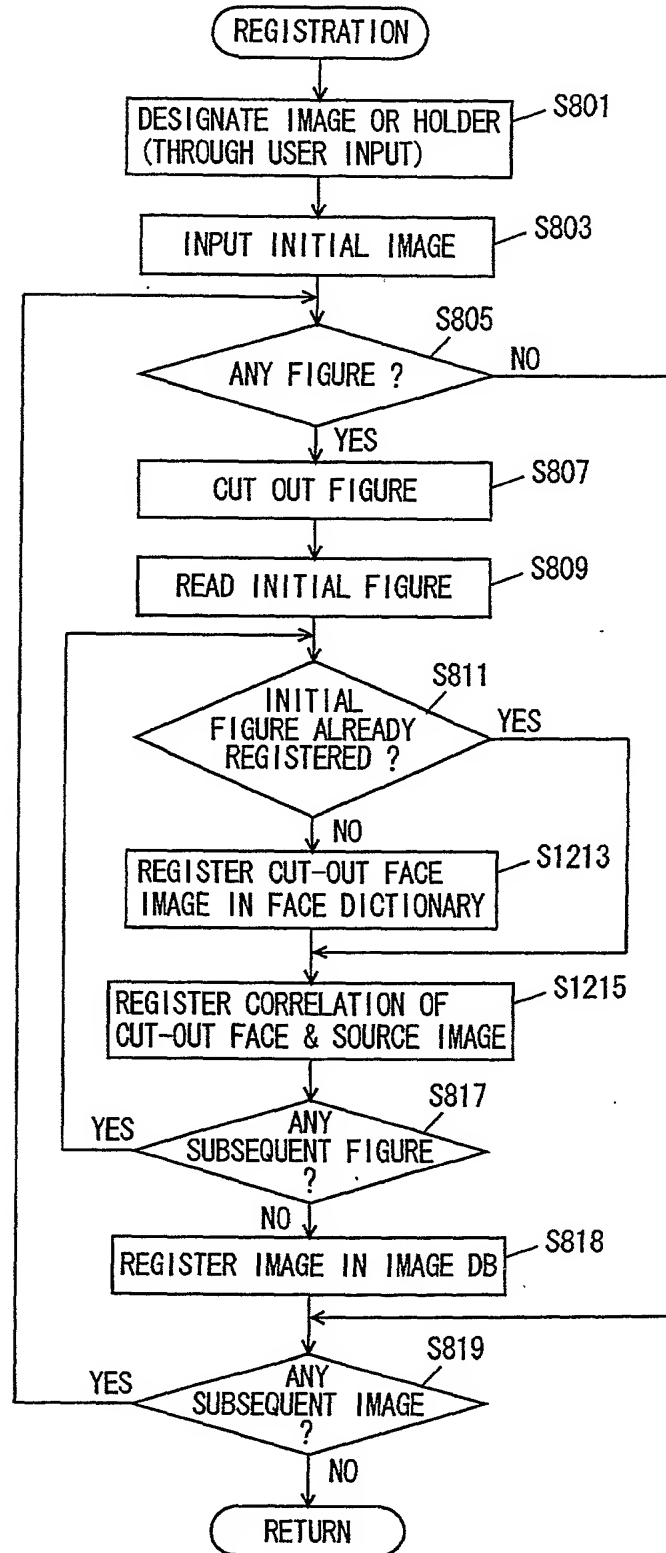 REGISTRATION
S801
DESIGNATE IMAGE OR HOLDER
(THROUGH USER INPUT)
S803
INPUT INITIAL IMAGE
S805
ANY FIGURE ?
NO
YES
S807
CUT OUT FIGURE
S809
READ INITIAL FIGURE
S811
INITIAL
FIGURE ALREADY
REGISTERED ?
YES
NO
S1213
REGISTER CUT-OUT FACE
IMAGE IN FACE DICTIONARY
S1215
REGISTER CORRELATION OF
CUT-OUT FACE & SOURCE IMAGE
S817
YES
ANY
SUBSEQUENT FIGURE
?
NO
S818
REGISTER IMAGE IN IMAGE DB
S819
YES
ANY
SUBSEQUENT IMAGE
?
NO
RETURN